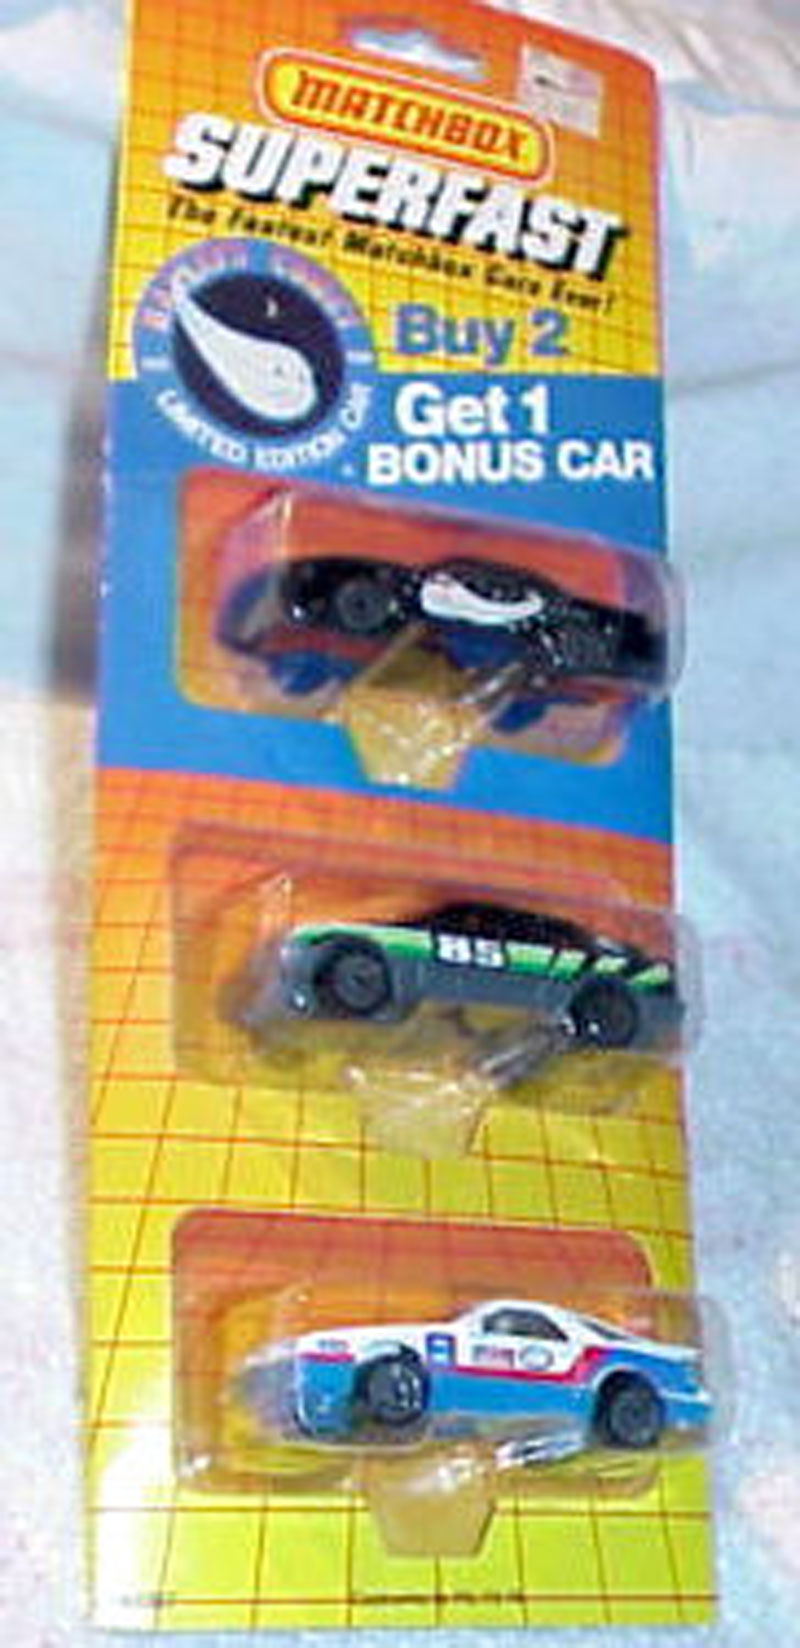 MATCHBOX
SUPERFAST
The Fastest Matchbox Cars Ever!
Buy 2
Get 1
BONUS CAR
LIMITED EDITION CAR
85